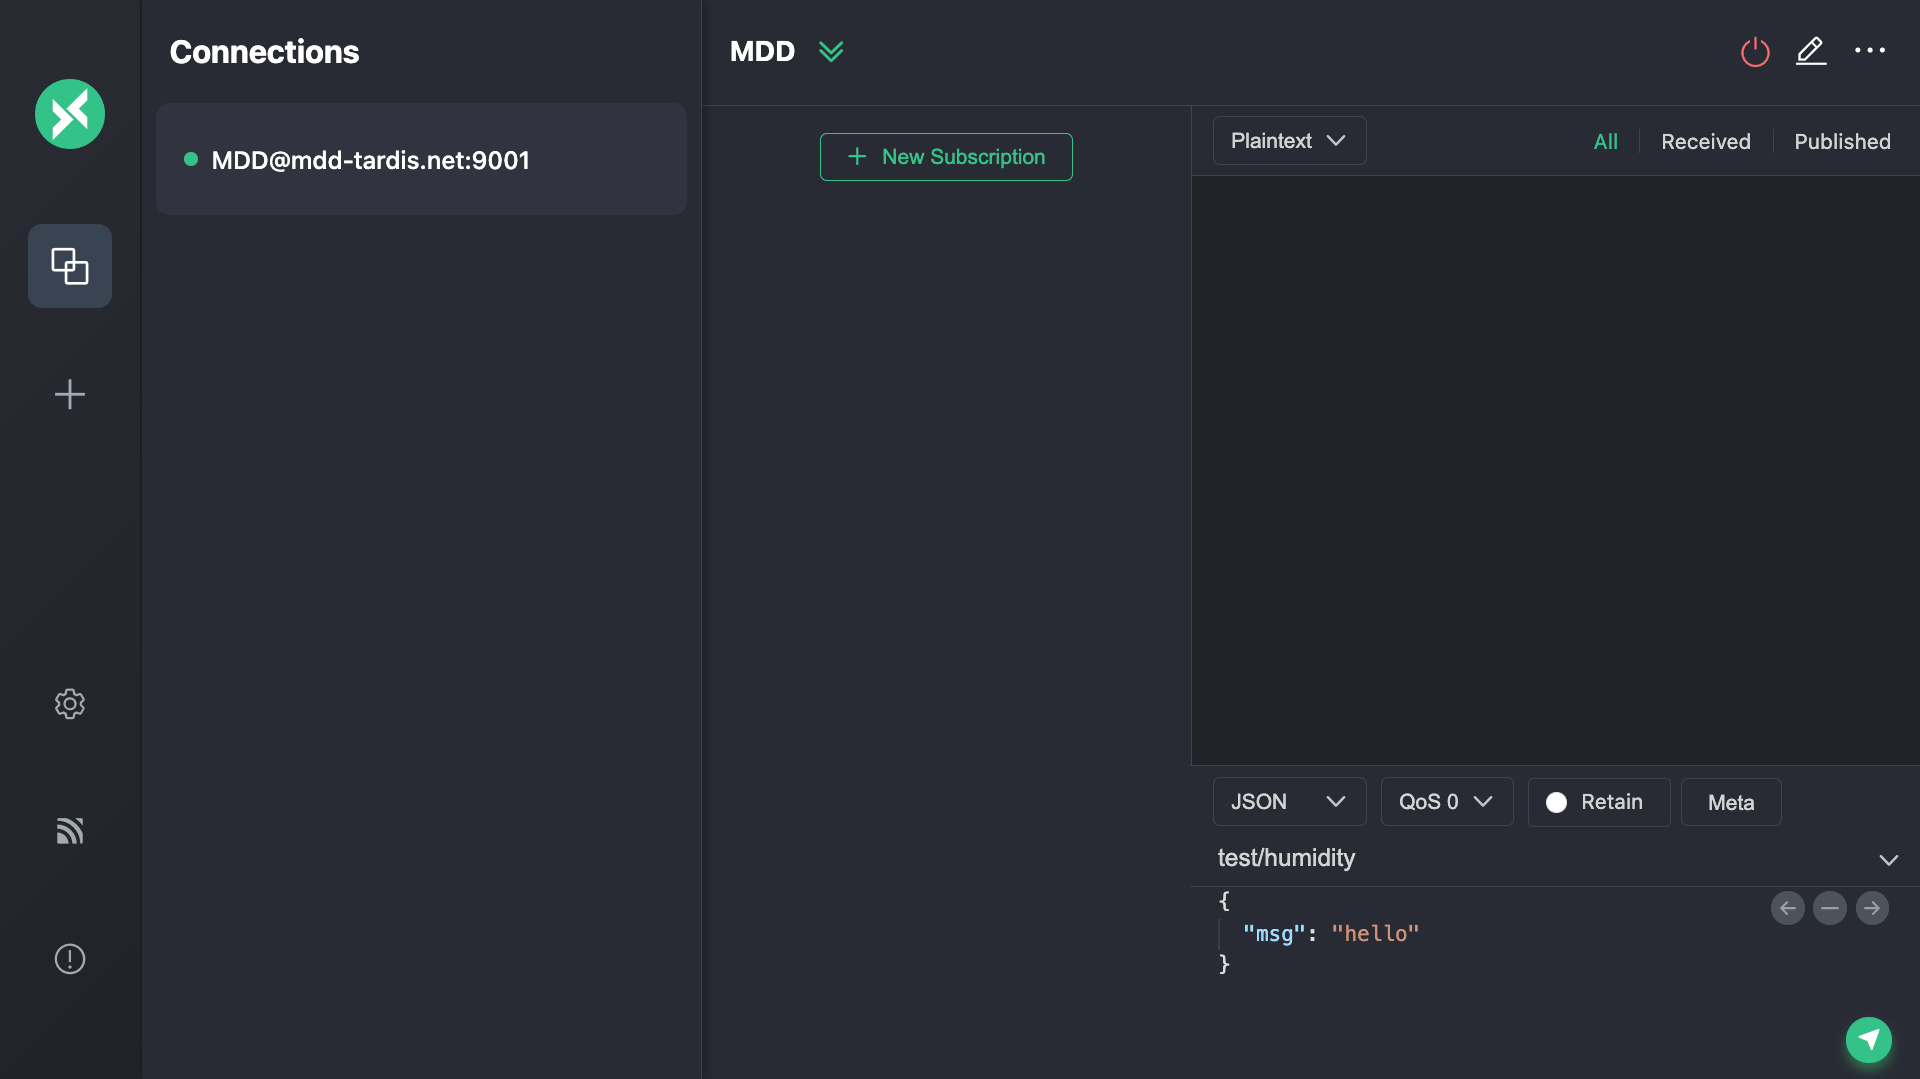 Connections
MDD@mdd-tardis.net:9001
MDD
New Subscription
Plaintext
All
Received
Published
JSON
QoS 0
Retain
Meta
test/humidity
{
"msg": "hello"
}